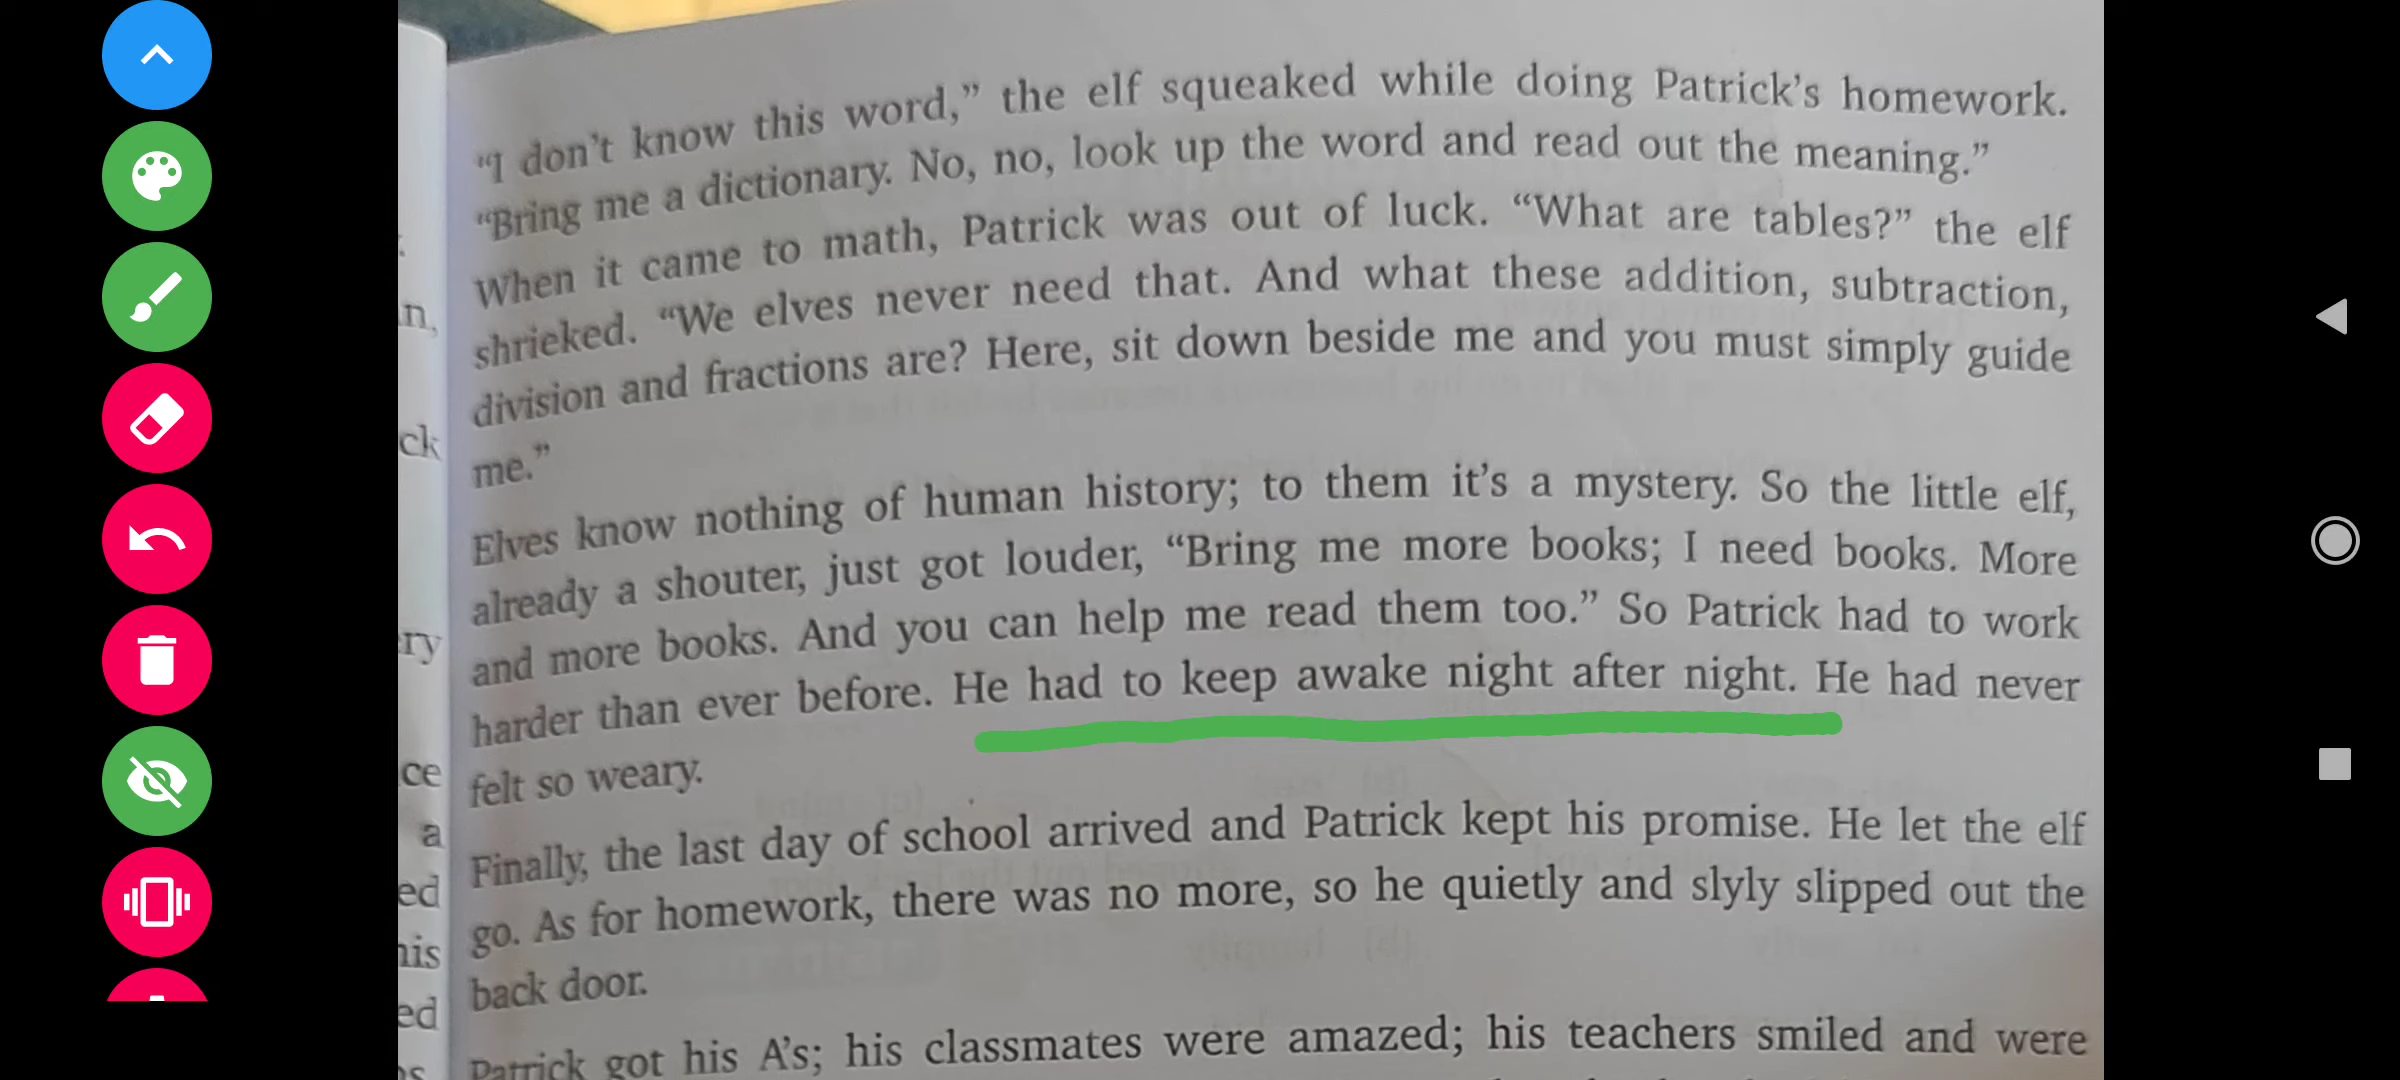 "I don't know this word," the elf squeaked while doing Patrick's homework.
"Bring me a dictionary. No, no, look up the word and read out the meaning."
When it came to math, Patrick was out of luck. "What are tables?" the elf
shrieked. "We elves never need that. And what these addition, subtraction,
division and fractions are? Here, sit down beside me and you must simply guide
me."
Elves know nothing of human history; to them it's a mystery. So the little elf,
already a shouter, just got louder, "Bring me more books; I need books. More
and more books. And you can help me read them too." So Patrick had to work
harder than ever before. He had to keep awake night after night. He had never
felt so weary.
Finally, the last day of school arrived and Patrick kept his promise. He let the elf
go. As for homework, there was no more, so he quietly and slyly slipped out the
back door.
Patrick got his A's; his classmates were amazed; his teachers smiled and were